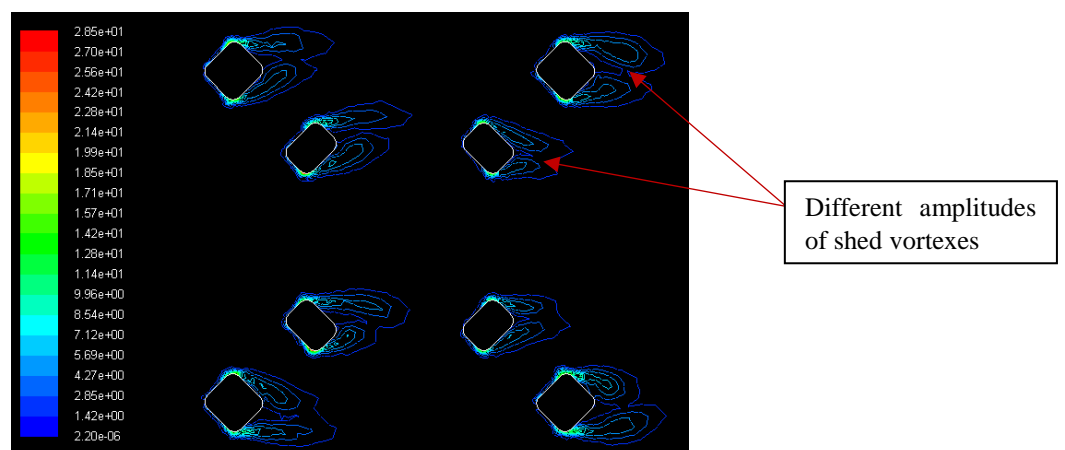 2.85e+01
2.70e+01
2.56e+01
2.42e+01
2.28e+01
2.14e+01
1.99e+01
1.85e+01
1.71e+01
1.57e+01
1.42e+01
1.28e+01
1.14e+01
9.96e+00
8.54e+00
7.12e+00
5.69e+00
4.27e+00
2.85e+00
1.42e+00
2.20e-06
Different amplitudes
of shed vortexes